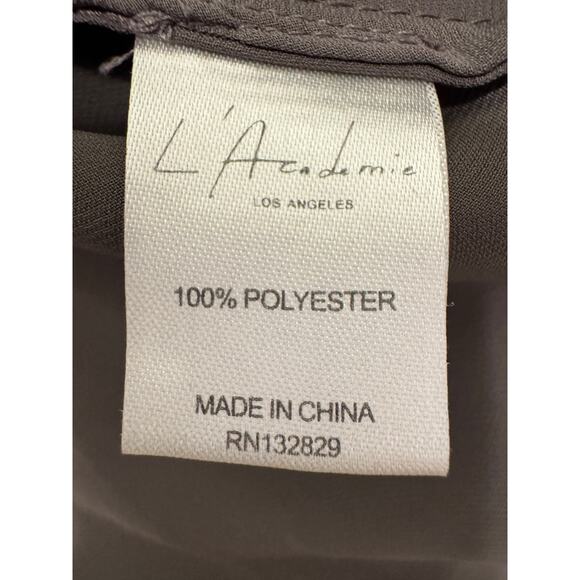 L'Academie
LOS ANGELES
100% POLYESTER
MADE IN CHINA
RN132829